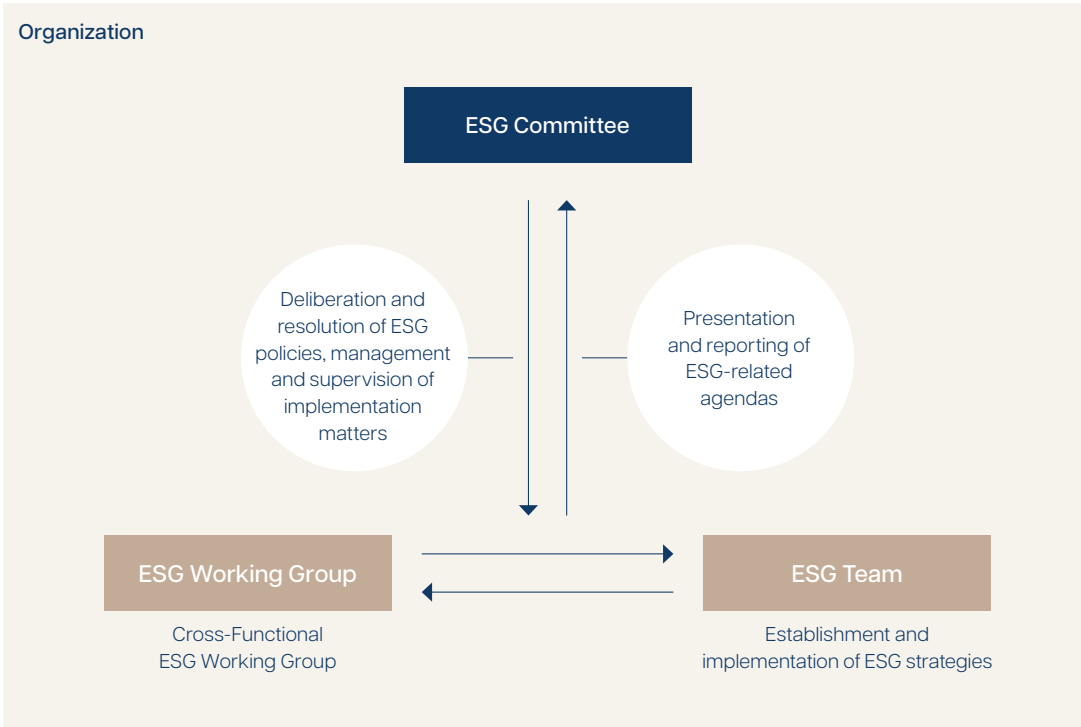 Organization
ESG Committee
Deliberation and
resolution of ESG
policies, management
and supervision of
implementation
matters
Presentation
and reporting of
ESG-related
agendas
ESG Working Group
Cross-Functional
ESG Working Group
ESG Team
Establishment and
implementation of ESG strategies